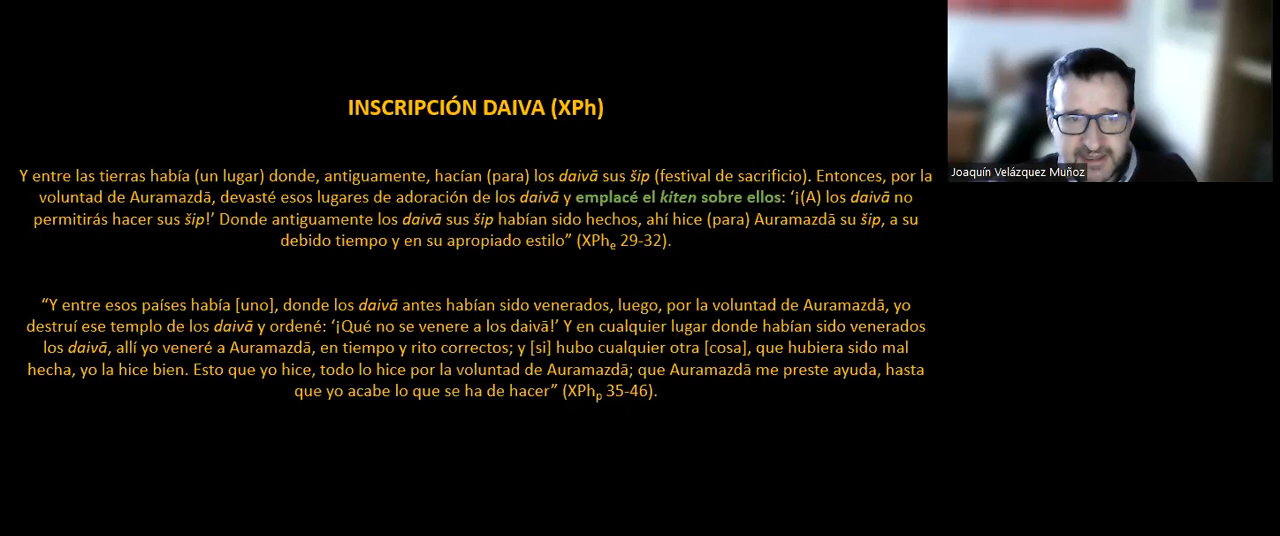 INSCRIPCIÓN DAIVA (XPh)
Y entre las tierras había (un lugar) donde, antiguamente, hacían (para) los daivā sus šip (festival de sacrificio). Entonces, por la
voluntad de Auramazdā, devasté esos lugares de adoración de los daivā y emplacé el kiten sobre ellos: ‘¡(A) los daivā no
permitirás hacer sus šip!’ Donde antiguamente los daivā sus šip habían sido hechos, ahí hice (para) Auramazdā su šip, a su
debido tiempo y en su apropiado estilo” (XPhe 29-32).
“Y entre esos países había [uno], donde los daivā antes habían sido venerados, luego, por la voluntad de Auramazdā, yo
destruí ese templo de los daivā y ordené: ‘¡Qué no se venere a los daivā!’ Y en cualquier lugar donde habían sido venerados
los daivā, allí yo veneré a Auramazdā, en tiempo y rito correctos; y [si] hubo cualquier otra [cosa], que hubiera sido mal
hecha, yo la hice bien. Esto que yo hice, todo lo hice por la voluntad de Auramazdā; que Auramazdā me preste ayuda, hasta
que yo acabe lo que se ha de hacer” (XPhp 35-46).
Joaquín Velázquez Muñoz